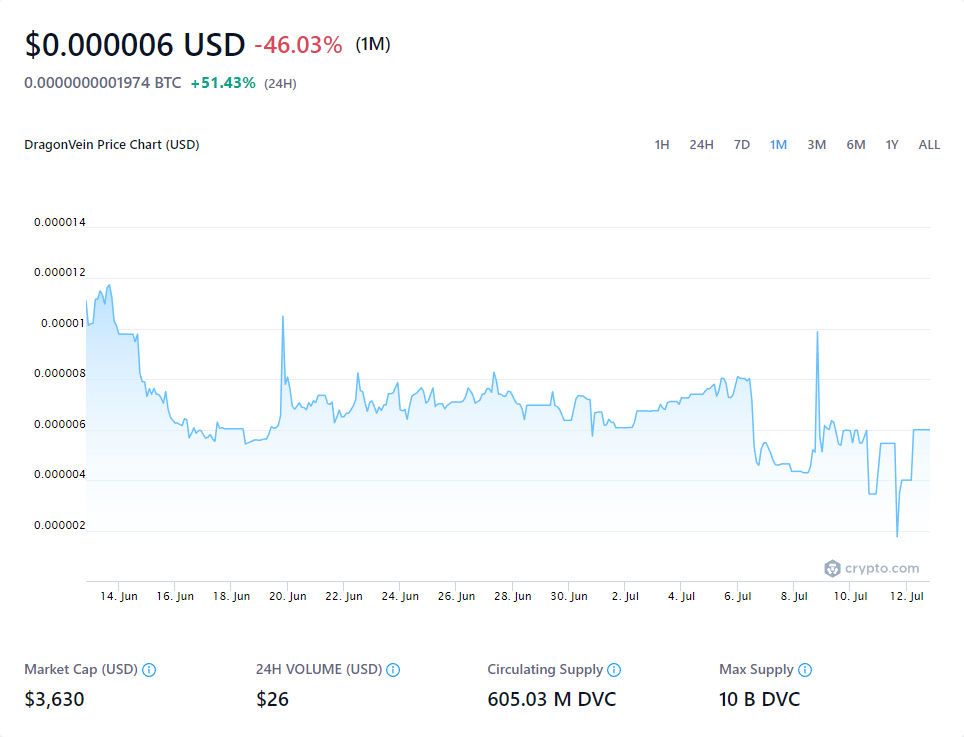 $0.000006 USD -46.03% (1M)
0.0000000001974 BTC +51.43% (24H)
DragonVein Price Chart (USD) 1H 24H 7D 1M 3M 6M 1Y ALL
0.000014
0.000012
0.00001
0.000008
0.000006
0.000004
0.000002
crypto.com
14. Jun 16. Jun 18. Jun 20. Jun 22. Jun 24. Jun 26. Jun 28. Jun 30. Jun 2. Jul 4. Jul 6. Jul 8. Jul 10. Jul 12. Jul
Market Cap (USD) 24H VOLUME (USD) Circulating Supply Max Supply
$3,630 $26 605.03 M DVC 10 B DVC